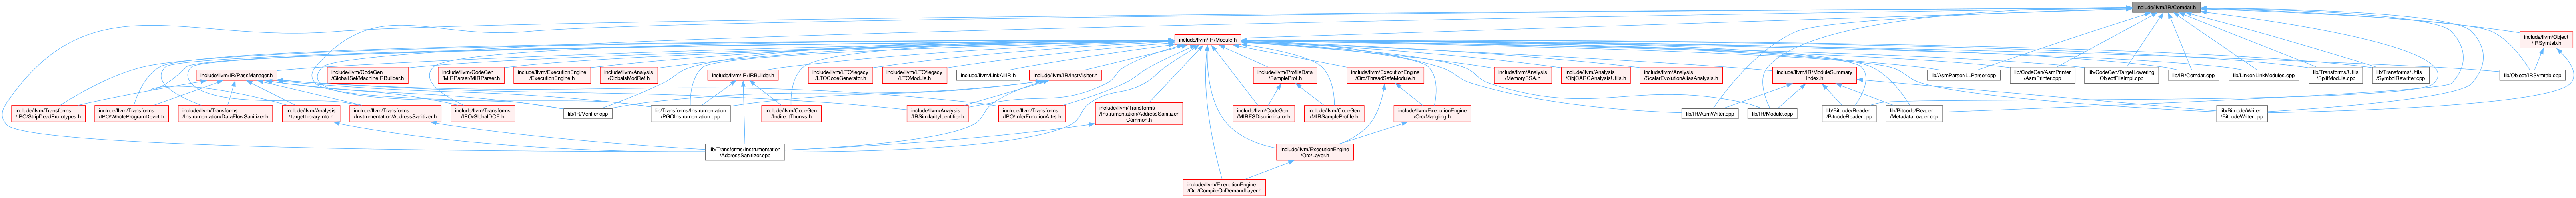 include/llvm/IR/Comdat.h
include/llvm/IR/Module.h
include/llvm/Object
/IRSymtab.h
include/llvm/IR/PassManager.h
include/llvm/CodeGen
/GlobalISel/MachineIRBuilder.h
include/llvm/CodeGen
/MIRParser/MIRParser.h
include/llvm/ExecutionEngine
/ExecutionEngine.h
include/llvm/Analysis
/GlobalsModRef.h
include/llvm/IR/IRBuilder.h
include/llvm/LTO/legacy
/LTOCodeGenerator.h
include/llvm/LTO/legacy
/LTOModule.h
include/llvm/LinkAllIR.h
include/llvm/IR/InstVisitor.h
include/llvm/ProfileData
/SampleProf.h
include/llvm/ExecutionEngine
/Orc/ThreadSafeModule.h
include/llvm/Analysis
/MemorySSA.h
include/llvm/Analysis
/ObjCARCAnalysisUtils.h
include/llvm/Analysis
/ScalarEvolutionAliasAnalysis.h
include/llvm/IR/ModuleSummary
Index.h
lib/AsmParser/LLParser.cpp
lib/CodeGen/AsmPrinter
/AsmPrinter.cpp
lib/CodeGen/TargetLowering
ObjectFileImpl.cpp
lib/IR/Comdat.cpp
lib/Linker/LinkModules.cpp
lib/Transforms/Utils
/SplitModule.cpp
lib/Transforms/Utils
/SymbolRewriter.cpp
lib/Object/IRSymtab.cpp
include/llvm/Transforms
/IPO/StripDeadPrototypes.h
include/llvm/Transforms
/IPO/WholeProgramDevirt.h
include/llvm/Transforms
/Instrumentation/DataFlowSanitizer.h
include/llvm/Analysis
/TargetLibraryInfo.h
include/llvm/Transforms
/Instrumentation/AddressSanitizer.h
include/llvm/Transforms
/IPO/GlobalDCE.h
lib/IR/Verifier.cpp
lib/Transforms/Instrumentation
/PGOInstrumentation.cpp
include/llvm/CodeGen
/IndirectThunks.h
include/llvm/Analysis
/IRSimilarityIdentifier.h
include/llvm/Transforms
/IPO/InferFunctionAttrs.h
include/llvm/Transforms
/Instrumentation/AddressSanitizer
Common.h
include/llvm/CodeGen
/MIRFSDiscriminator.h
include/llvm/CodeGen
/MIRSampleProfile.h
include/llvm/ExecutionEngine
/Orc/Mangling.h
lib/IR/AsmWriter.cpp
lib/IR/Module.cpp
lib/Bitcode/Reader
/BitcodeReader.cpp
lib/Bitcode/Reader
/MetadataLoader.cpp
lib/Bitcode/Writer
/BitcodeWriter.cpp
lib/Transforms/Instrumentation
/AddressSanitizer.cpp
include/llvm/ExecutionEngine
/Orc/Layer.h
include/llvm/ExecutionEngine
/Orc/CompileOnDemandLayer.h